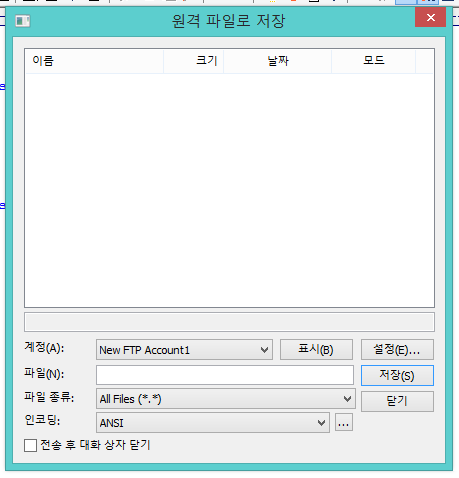 원격 파일로 저장
이름 크기 날짜 모드
계정(A): New FTP Account1 표시(B) 설정(E)...
파일(N): 저장(S)
파일 종류: All Files (*.*) 닫기
인코딩: ANSI ...
전송 후 대화 상자 닫기